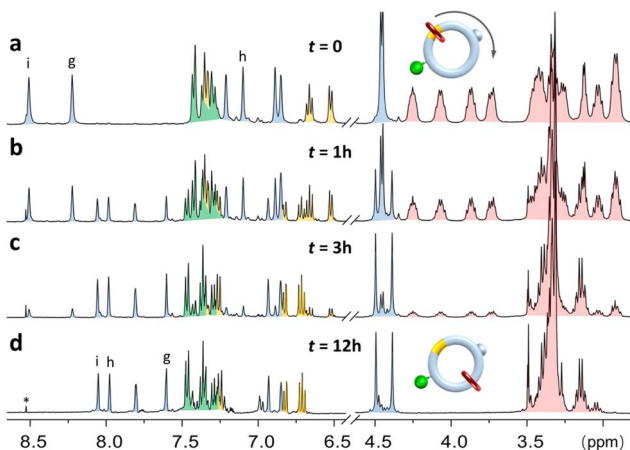 a t = 0
i g h
b t = 1h
c t = 3h
d t = 12h
i h g
*
8.5 8.0 7.5 7.0 6.5 4.5 4.0 3.5 (ppm)